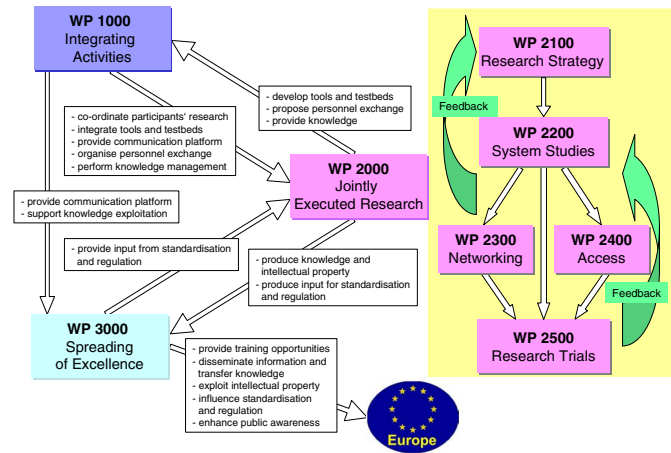 WP 1000
Integrating
Activities
- develop tools and testbeds
- propose personnel exchange
- provide knowledge
- co-ordinate participants' research
- integrate tools and testbeds
- provide communication platform
- organise personnel exchange
- perform knowledge management
WP 2000
Jointly
Executed Research
- provide communication platform
- support knowledge exploitation
- provide input from standardisation
and regulation
- produce knowledge and
intellectual property
- produce input for standardisation
and regulation
WP 3000
Spreading
of Excellence
- provide training opportunities
- disseminate information and
transfer knowledge
- exploit intellectual property
- influence standardisation
and regulation
- enhance public awareness
Europe
WP 2100
Research Strategy
Feedback
WP 2200
System Studies
WP 2300
Networking
WP 2400
Access
Feedback
WP 2500
Research Trials